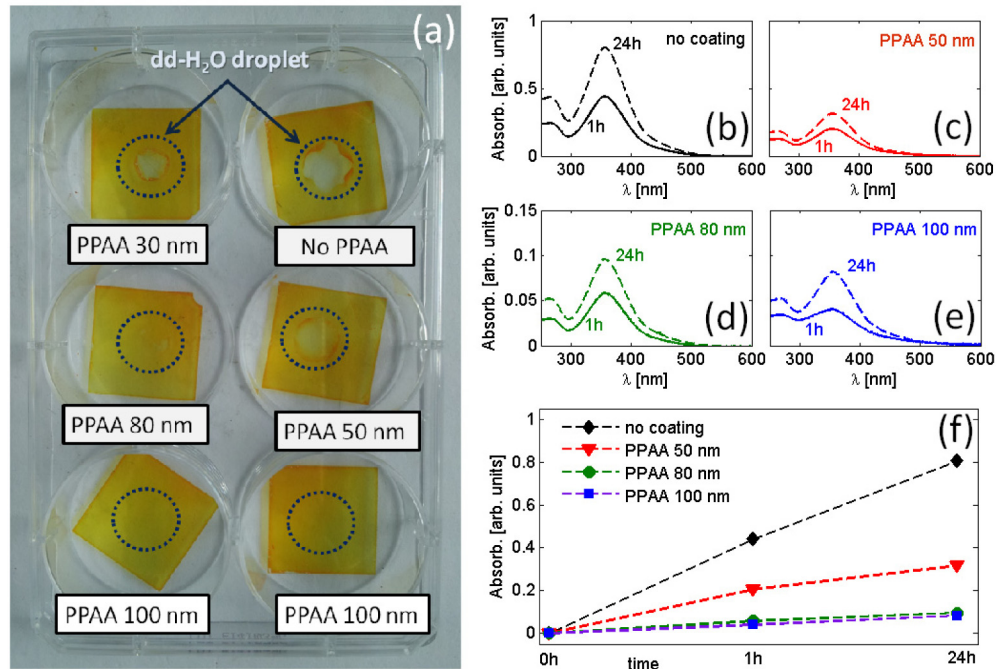 (a)
dd-H₂O droplet
PPAA 30 nm
No PPAA
PPAA 80 nm
PPAA 50 nm
PPAA 100 nm
PPAA 100 nm
Absorb. [arb. units]
1
0.5
0
24h
no coating
1h
(b)
300 400 500 600
λ [nm]
PPAA 50 nm
24h
1h
(c)
300 400 500 600
λ [nm]
Absorb. [arb. units]
0.15
0.1
0.05
0
PPAA 80 nm
24h
1h
(d)
300 400 500 600
λ [nm]
PPAA 100 nm
24h
1h
(e)
300 400 500 600
λ [nm]
Absorb. [arb. units]
1
0.8
0.6
0.4
0.2
0
no coating
PPAA 50 nm
PPAA 80 nm
PPAA 100 nm
(f)
0h time 1h 24h